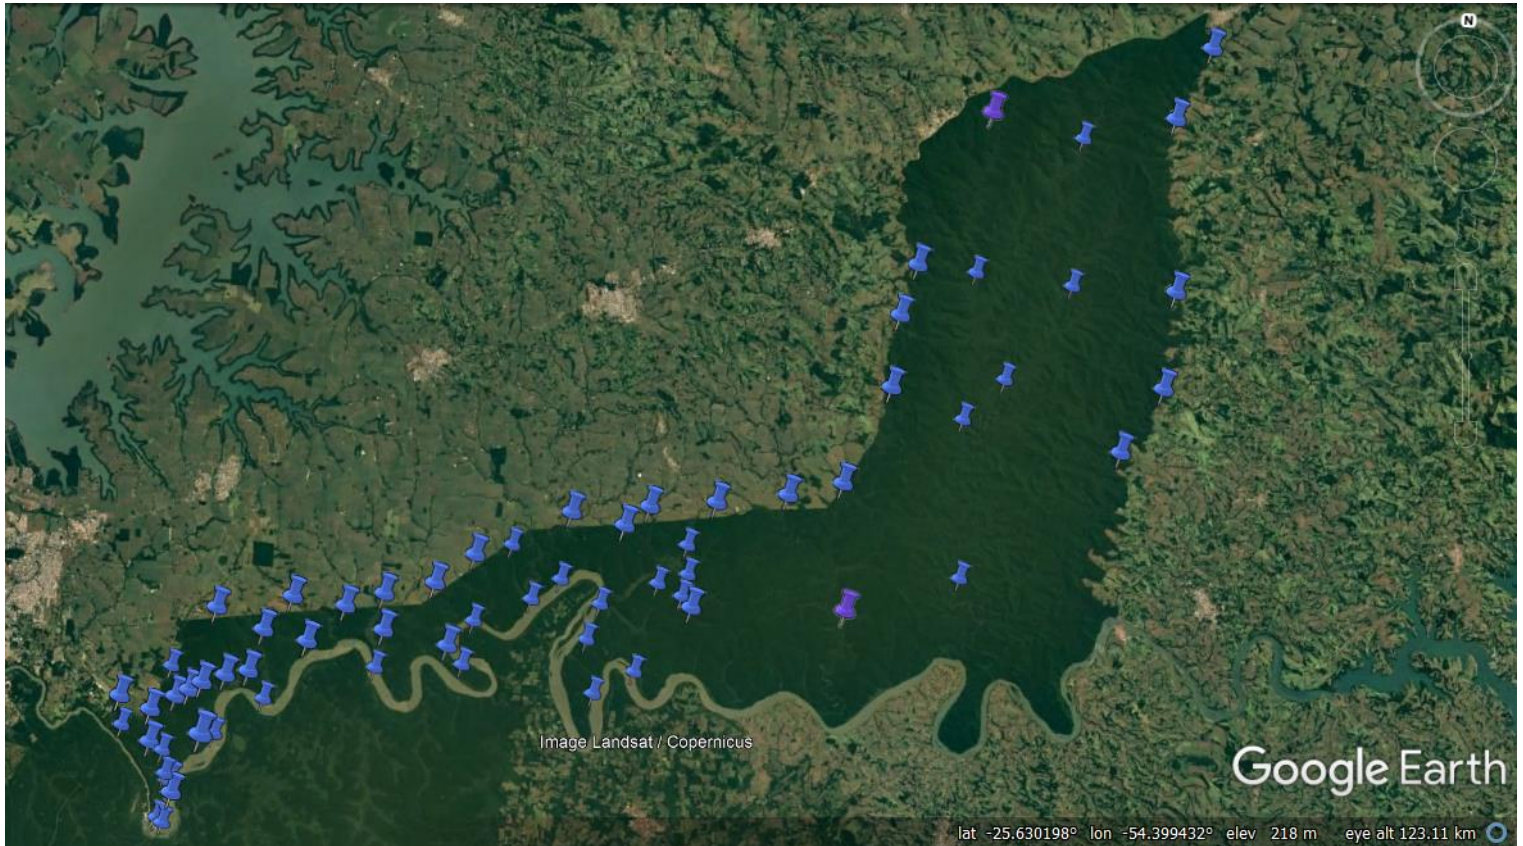 N
Image Landsat / Copernicus
Google Earth
lat -25.630198° lon -54.399432° elev 218 m eye alt 123.11 km